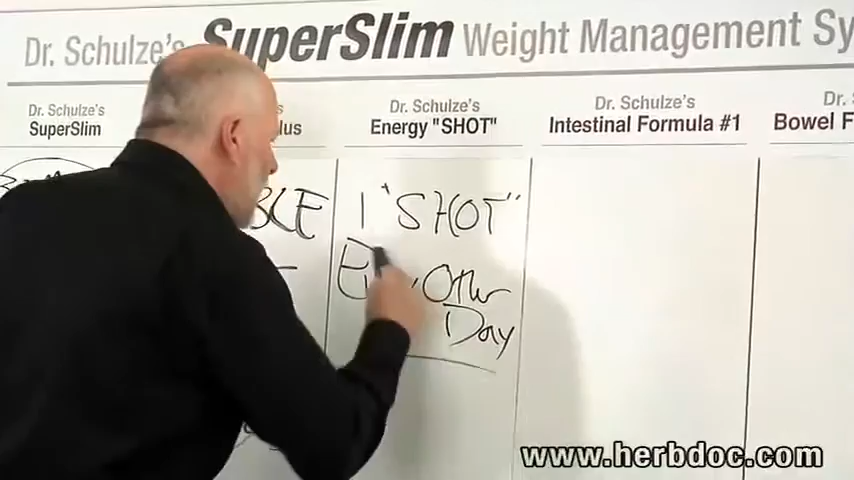 Dr. Schulze's SuperSlim Weight Management Sy
Dr. Schulze's
SuperSlim
lus
Dr. Schulze's
Energy "SHOT"
Dr. Schulze's
Intestinal Formula #1
Dr.
Bowel F
BLE
1 "SHOT"
Other
Day
www.herbdoc.com